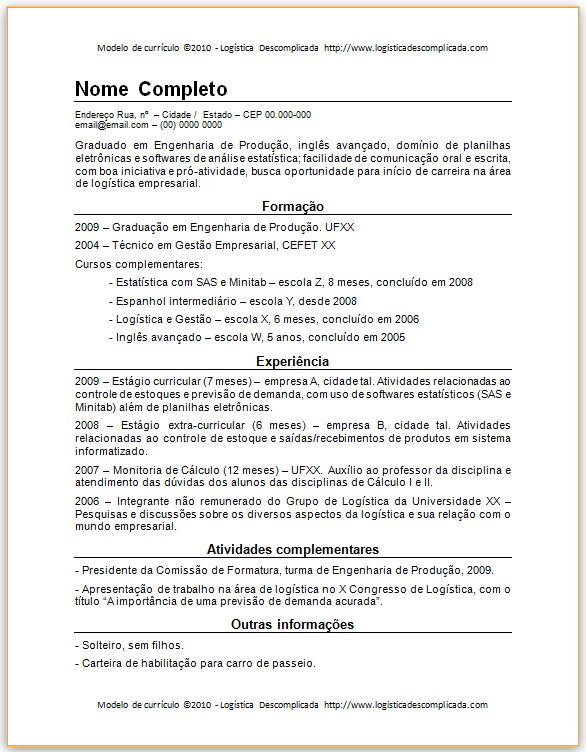 Modelo de currículo ©2010 - Logística Descomplicada http://www.logisticadescomplicada.com
Nome Completo
Endereço Rua, nº – Cidade / Estado – CEP 00.000-000
email@email.com – (00) 0000 0000
Graduado em Engenharia de Produção, inglês avançado, domínio de planilhas
eletrônicas e softwares de análise estatística; facilidade de comunicação oral e escrita,
com boa iniciativa e pró-atividade, busca oportunidade para início de carreira na área
de logística empresarial.
Formação
2009 – Graduação em Engenharia de Produção. UFXX
2004 – Técnico em Gestão Empresarial, CEFET XX
Cursos complementares:
- Estatística com SAS e Minitab – escola Z, 8 meses, concluído em 2008
- Espanhol intermediário – escola Y, desde 2008
- Logística e Gestão – escola X, 6 meses, concluído em 2006
- Inglês avançado – escola W, 5 anos, concluído em 2005
Experiência
2009 – Estágio curricular (7 meses) – empresa A, cidade tal. Atividades relacionadas ao
controle de estoques e previsão de demanda, com uso de softwares estatísticos (SAS e
Minitab) além de planilhas eletrônicas.
2008 – Estágio extra-curricular (6 meses) – empresa B, cidade tal. Atividades
relacionadas ao controle de estoque e saídas/recebimentos de produtos em sistema
informatizado.
2007 – Monitoria de Cálculo (12 meses) – UFXX. Auxílio ao professor da disciplina e
atendimento das dúvidas dos alunos das disciplinas de Cálculo I e II.
2006 – Integrante não remunerado do Grupo de Logística da Universidade XX –
Pesquisas e discussões sobre os diversos aspectos da logística e sua relação com o
mundo empresarial.
Atividades complementares
- Presidente da Comissão de Formatura, turma de Engenharia de Produção, 2009.
- Apresentação de trabalho na área de logística no X Congresso de Logística, com o
título “A importância de uma previsão de demanda acurada”.
Outras informações
- Solteiro, sem filhos.
- Carteira de habilitação para carro de passeio.
Modelo de currículo ©2010 - Logística Descomplicada http://www.logisticadescomplicada.com